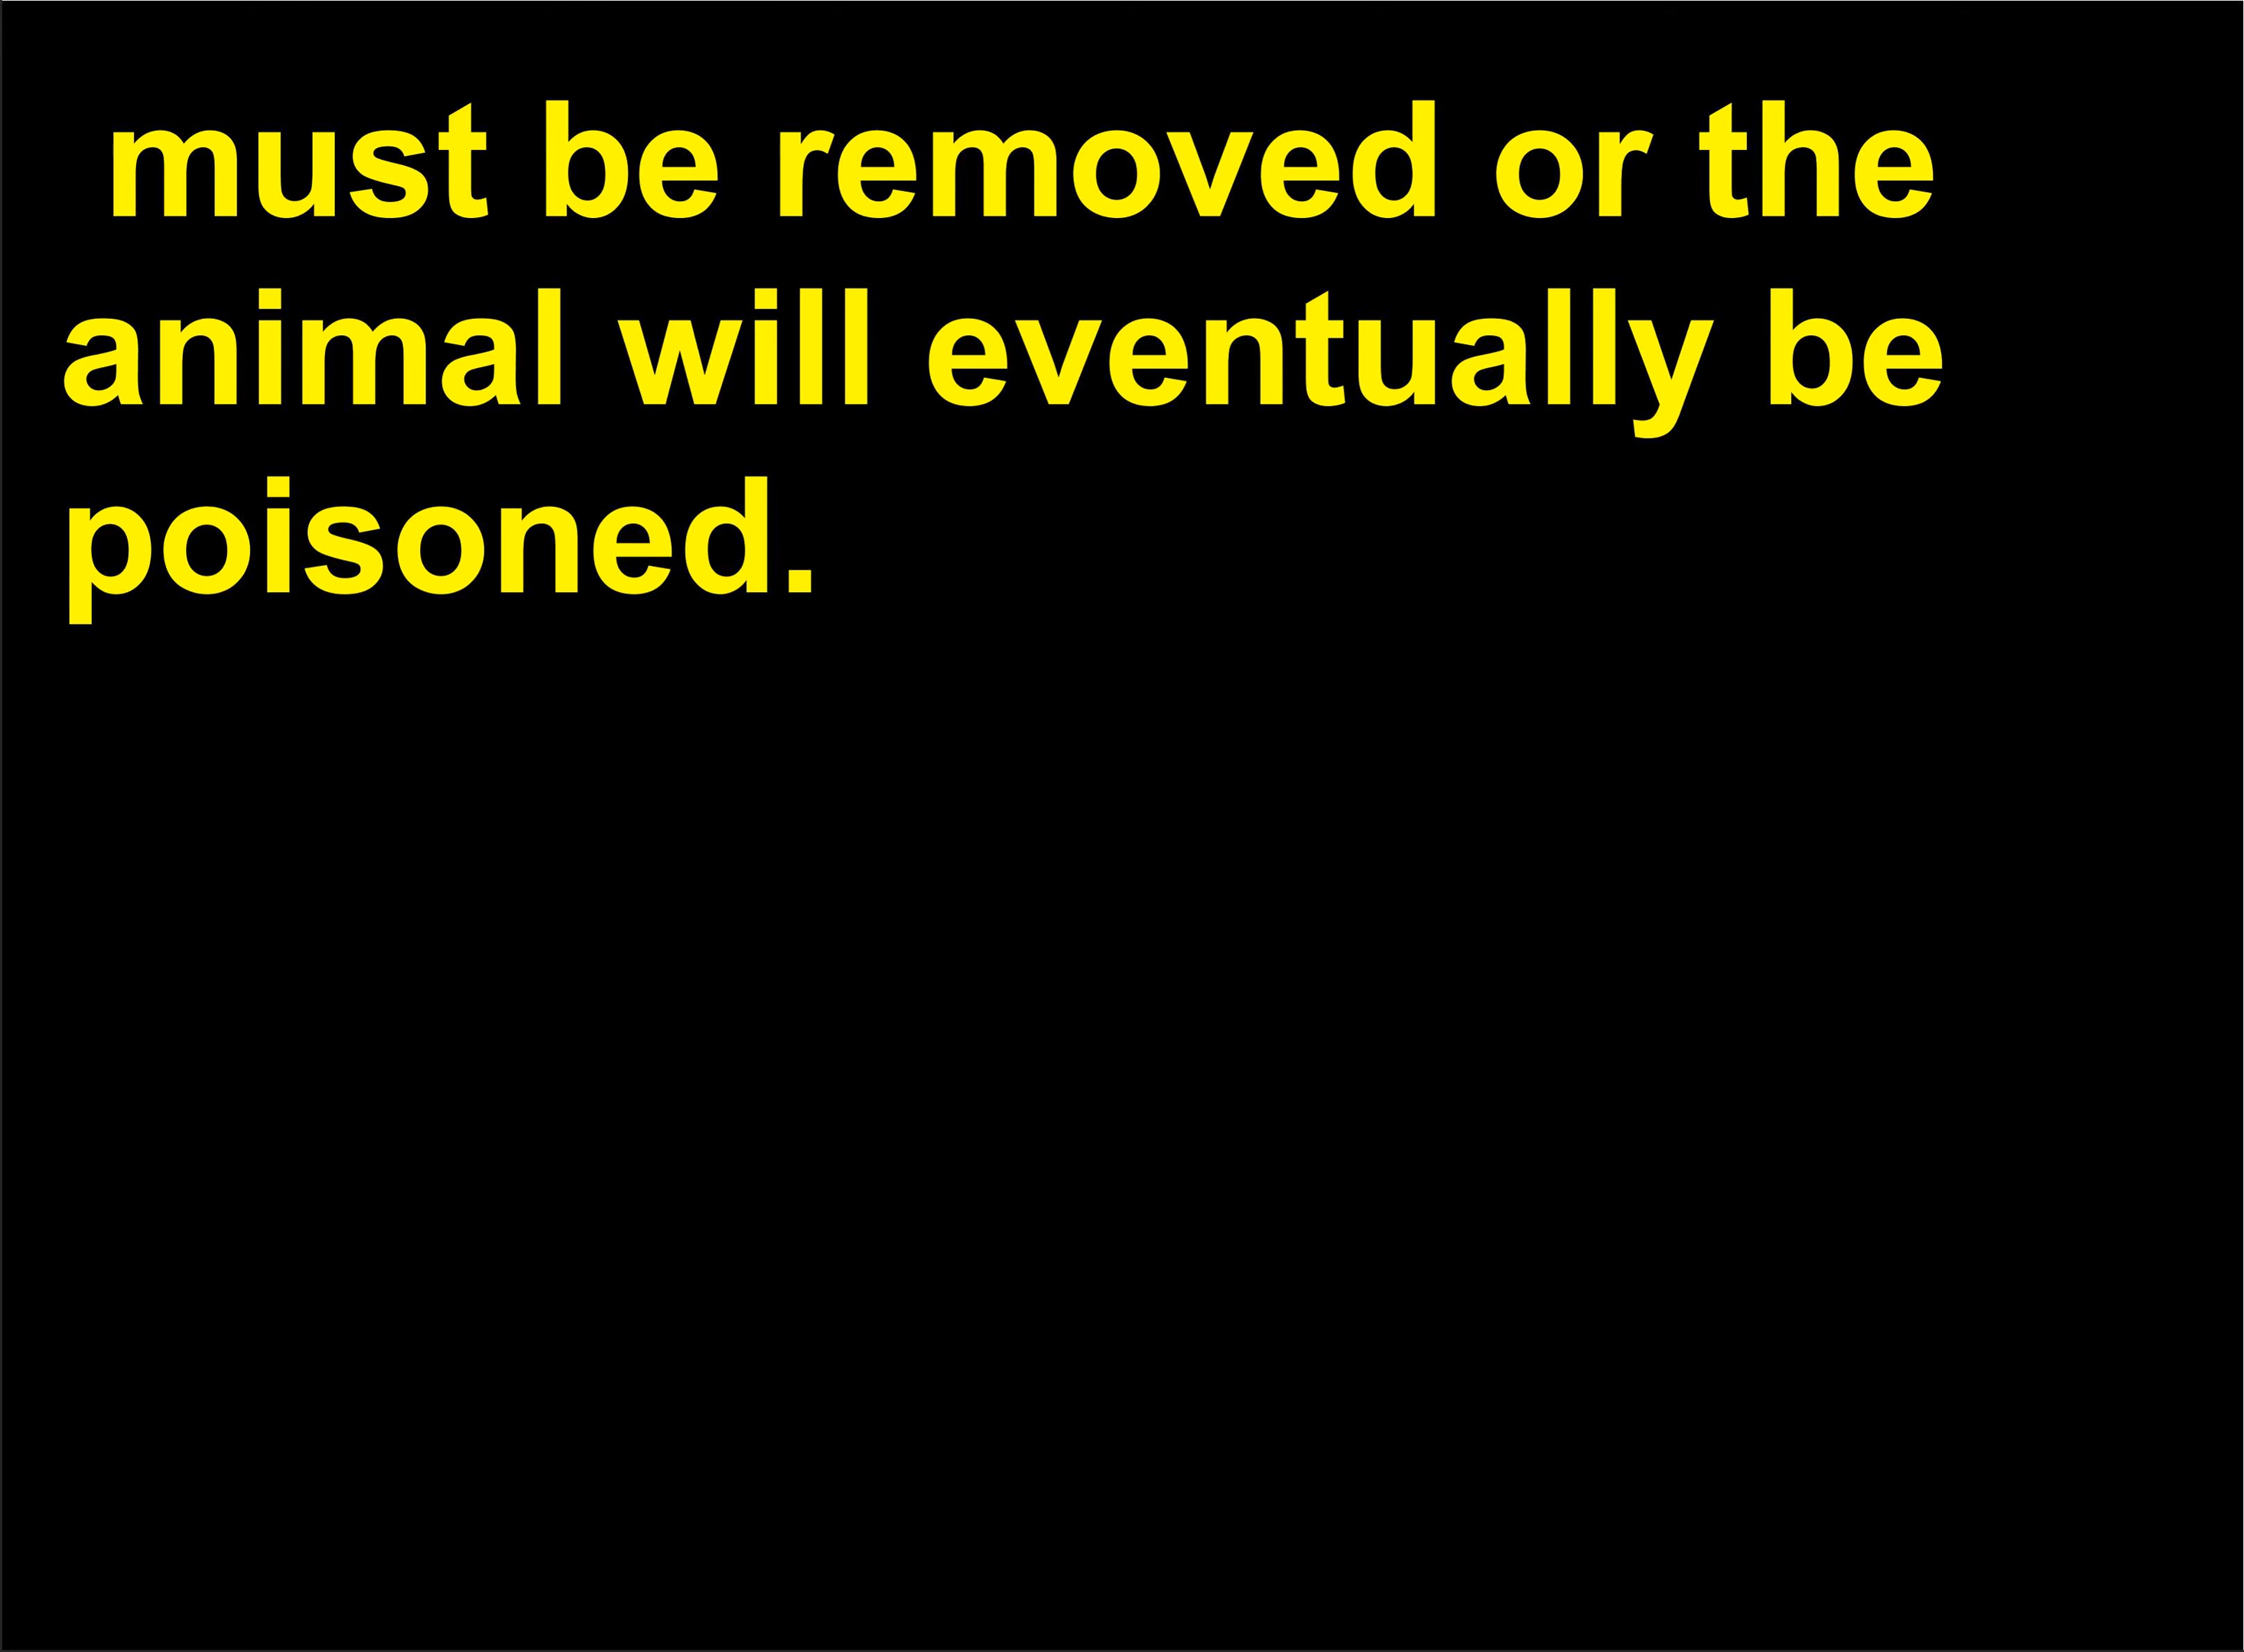 must be removed or the
animal will eventually be
poisoned.